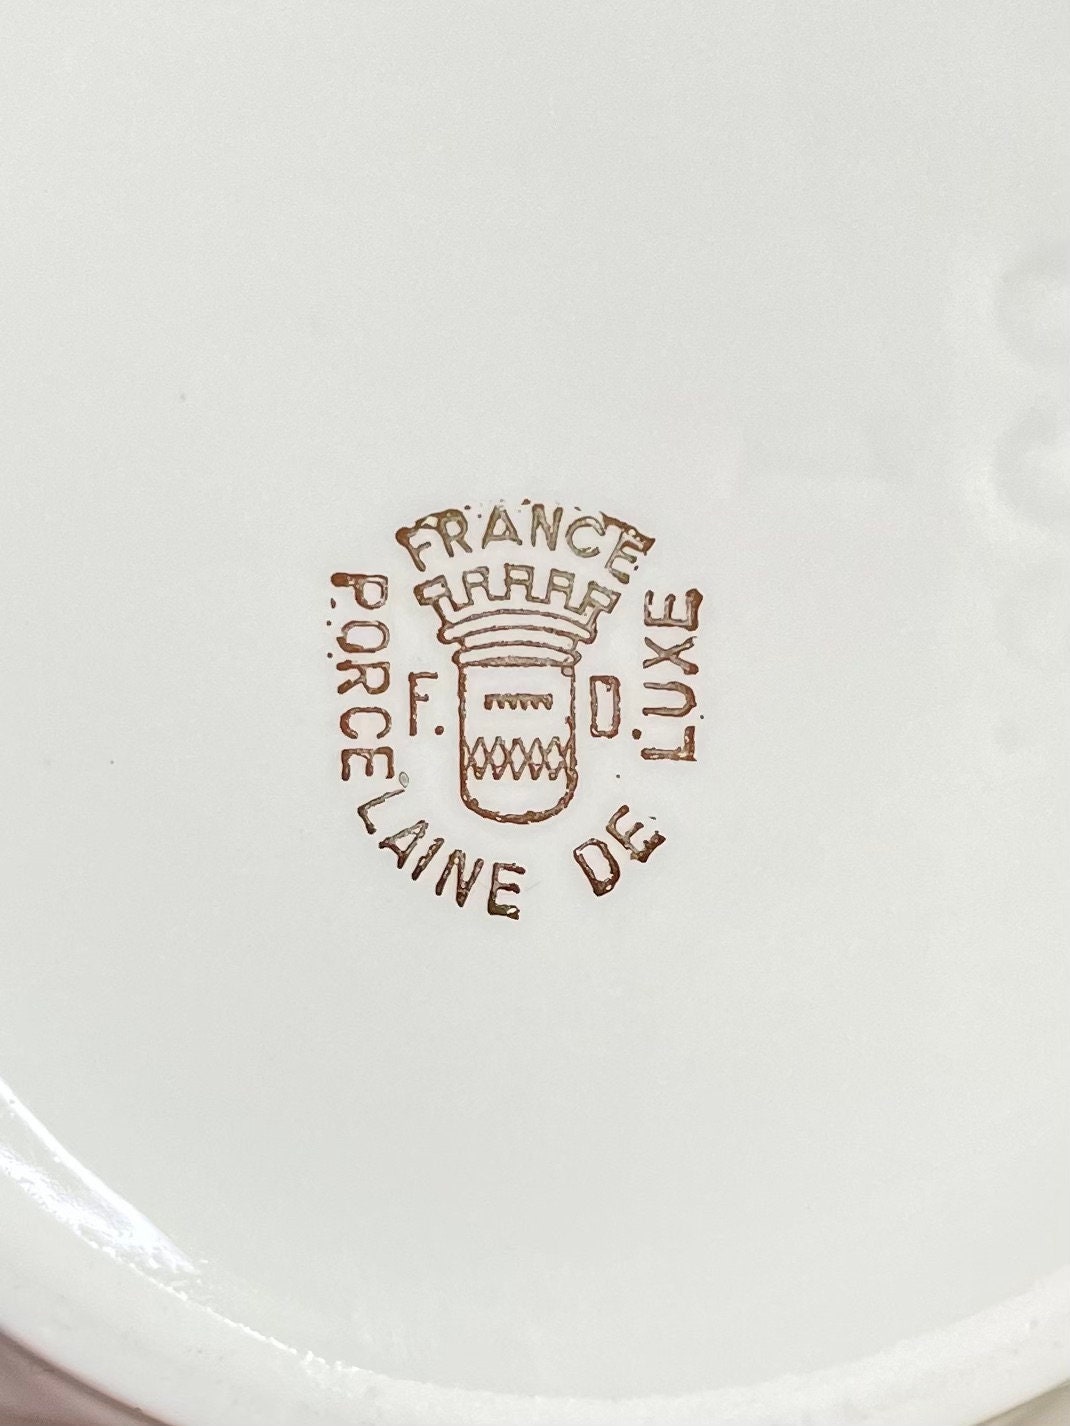 FRANCE
F. D.
PORCELAINE DE LUXE